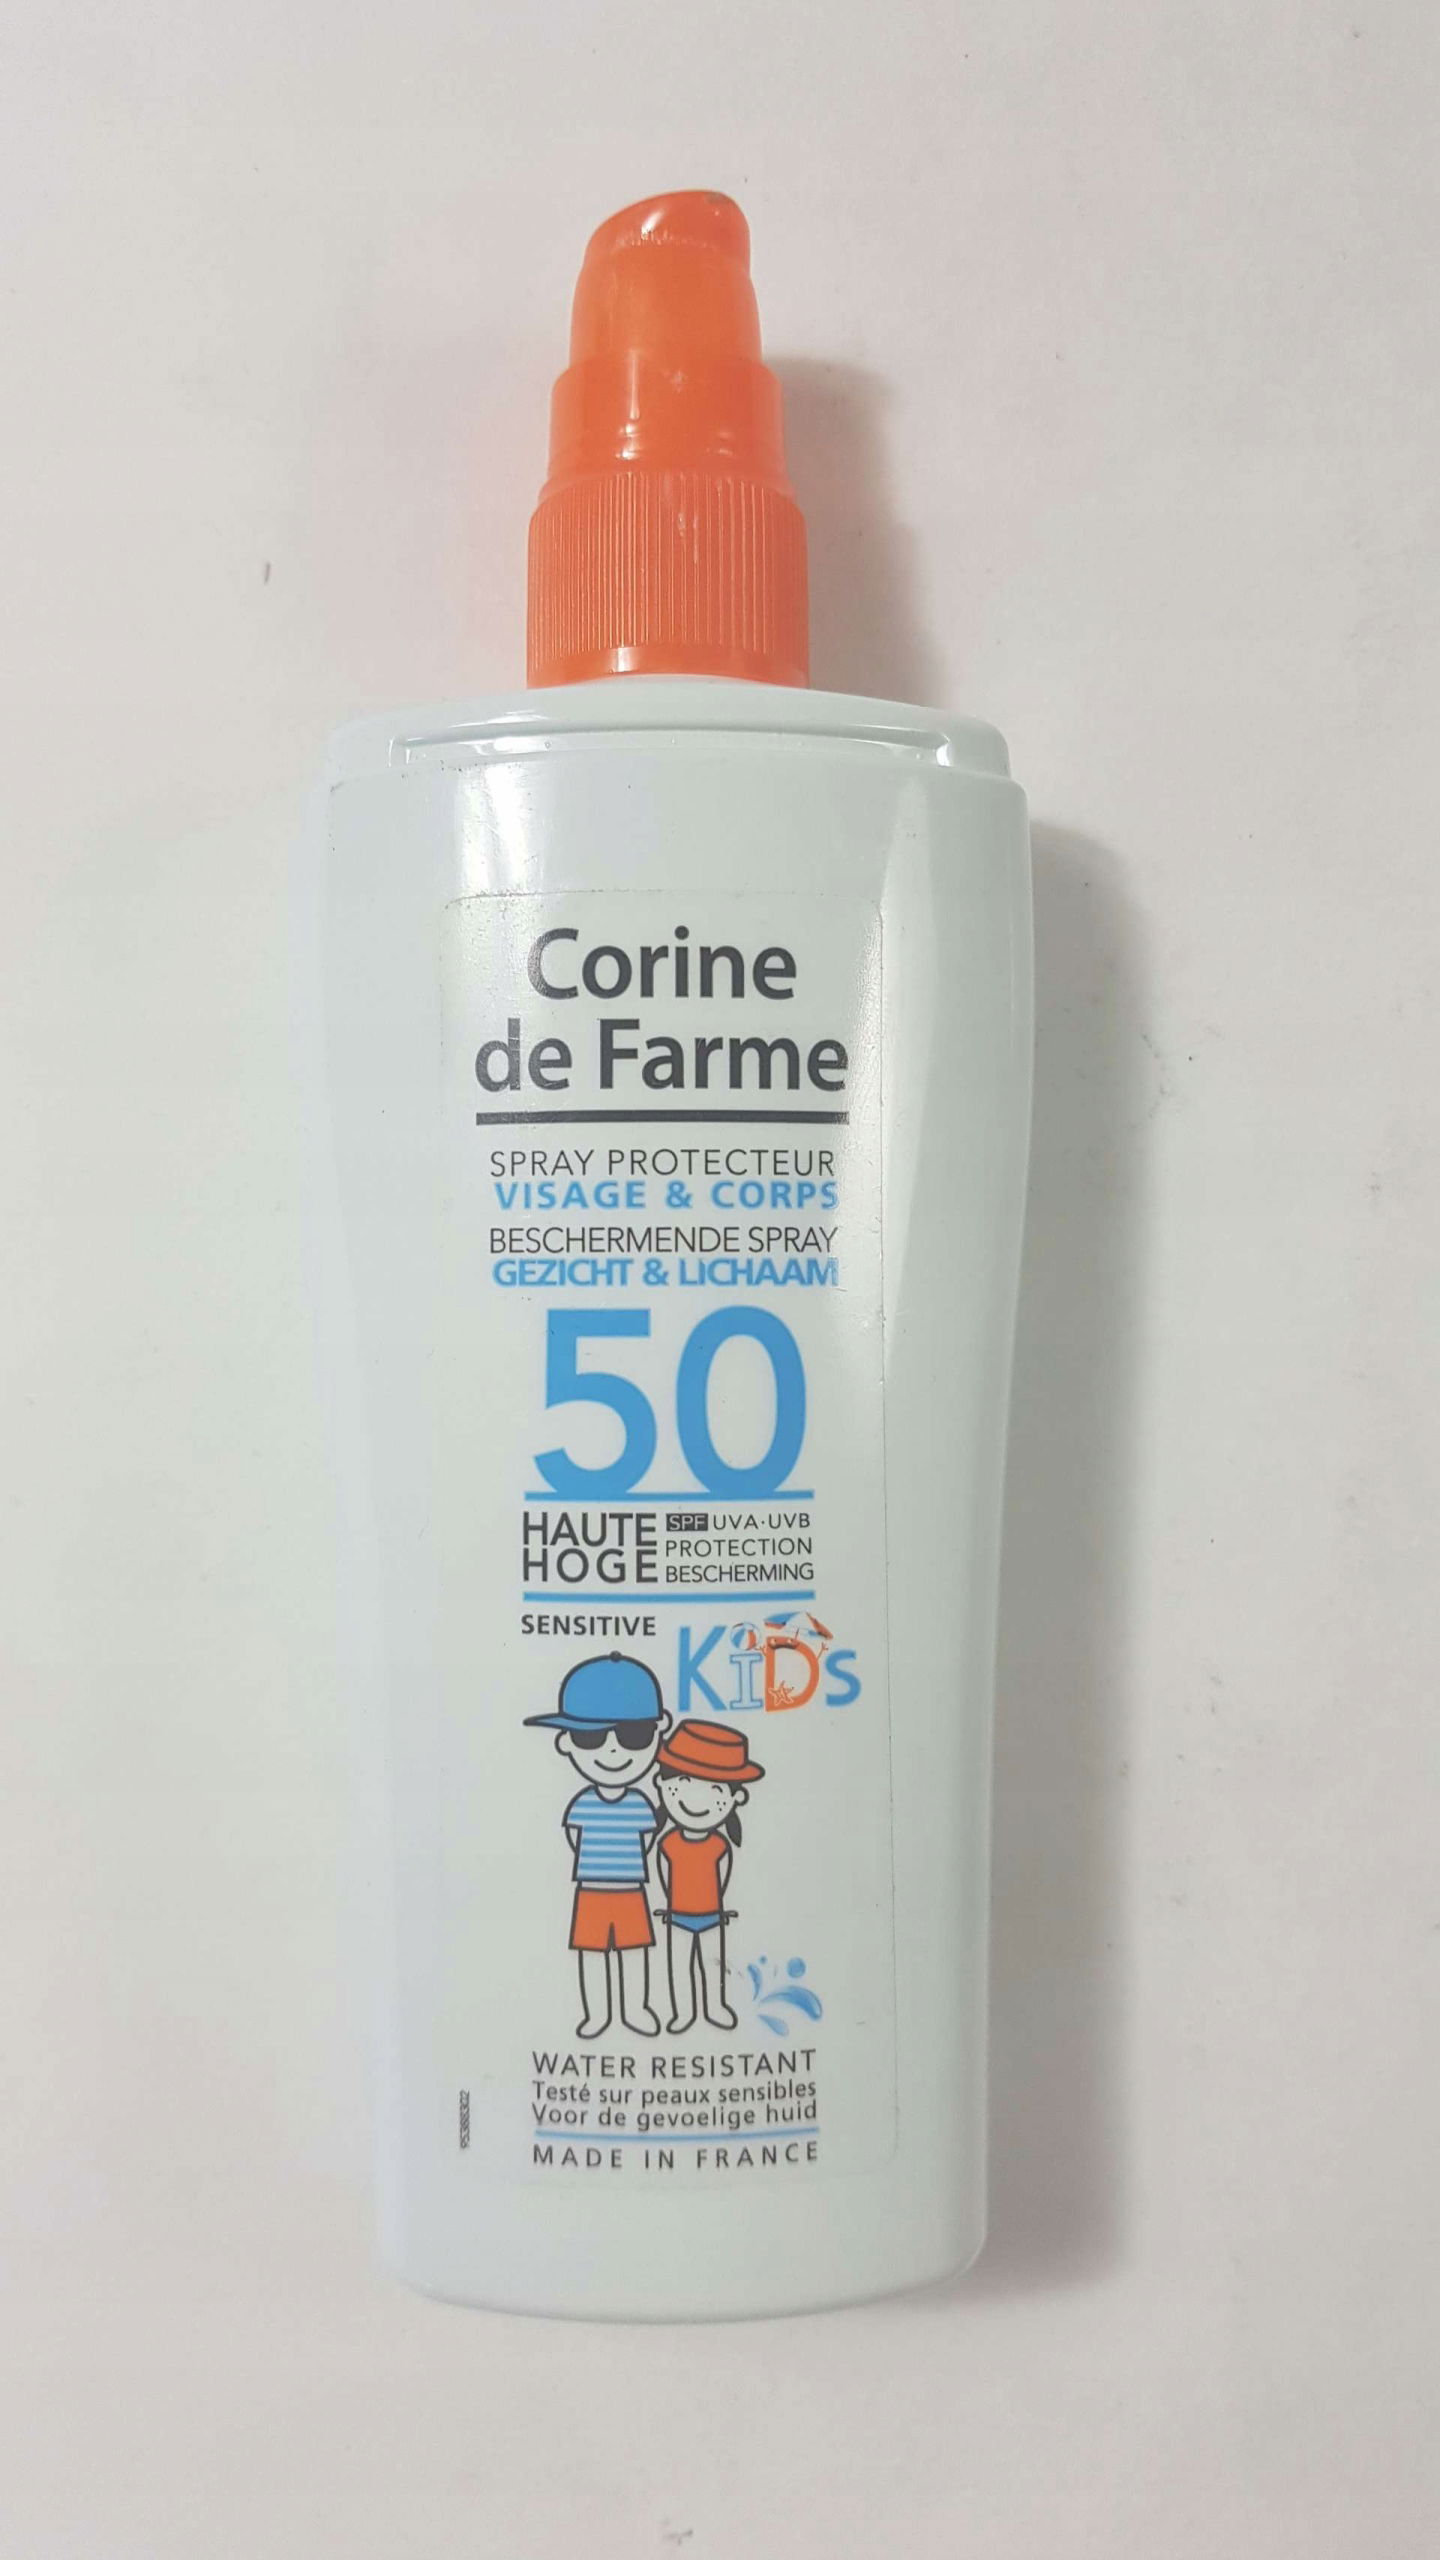 Corine
de Farme
SPRAY PROTECTEUR
VISAGE & CORPS
BESCHERMENDE SPRAY
GEZICHT & LICHAAM
50
HAUTE HOGE
SPF UVA·UVB
PROTECTION
BESCHERMING
SENSITIVE
KiDs
WATER RESISTANT
Testé sur peaux sensibles
Voor de gevoelige huid
MADE IN FRANCE